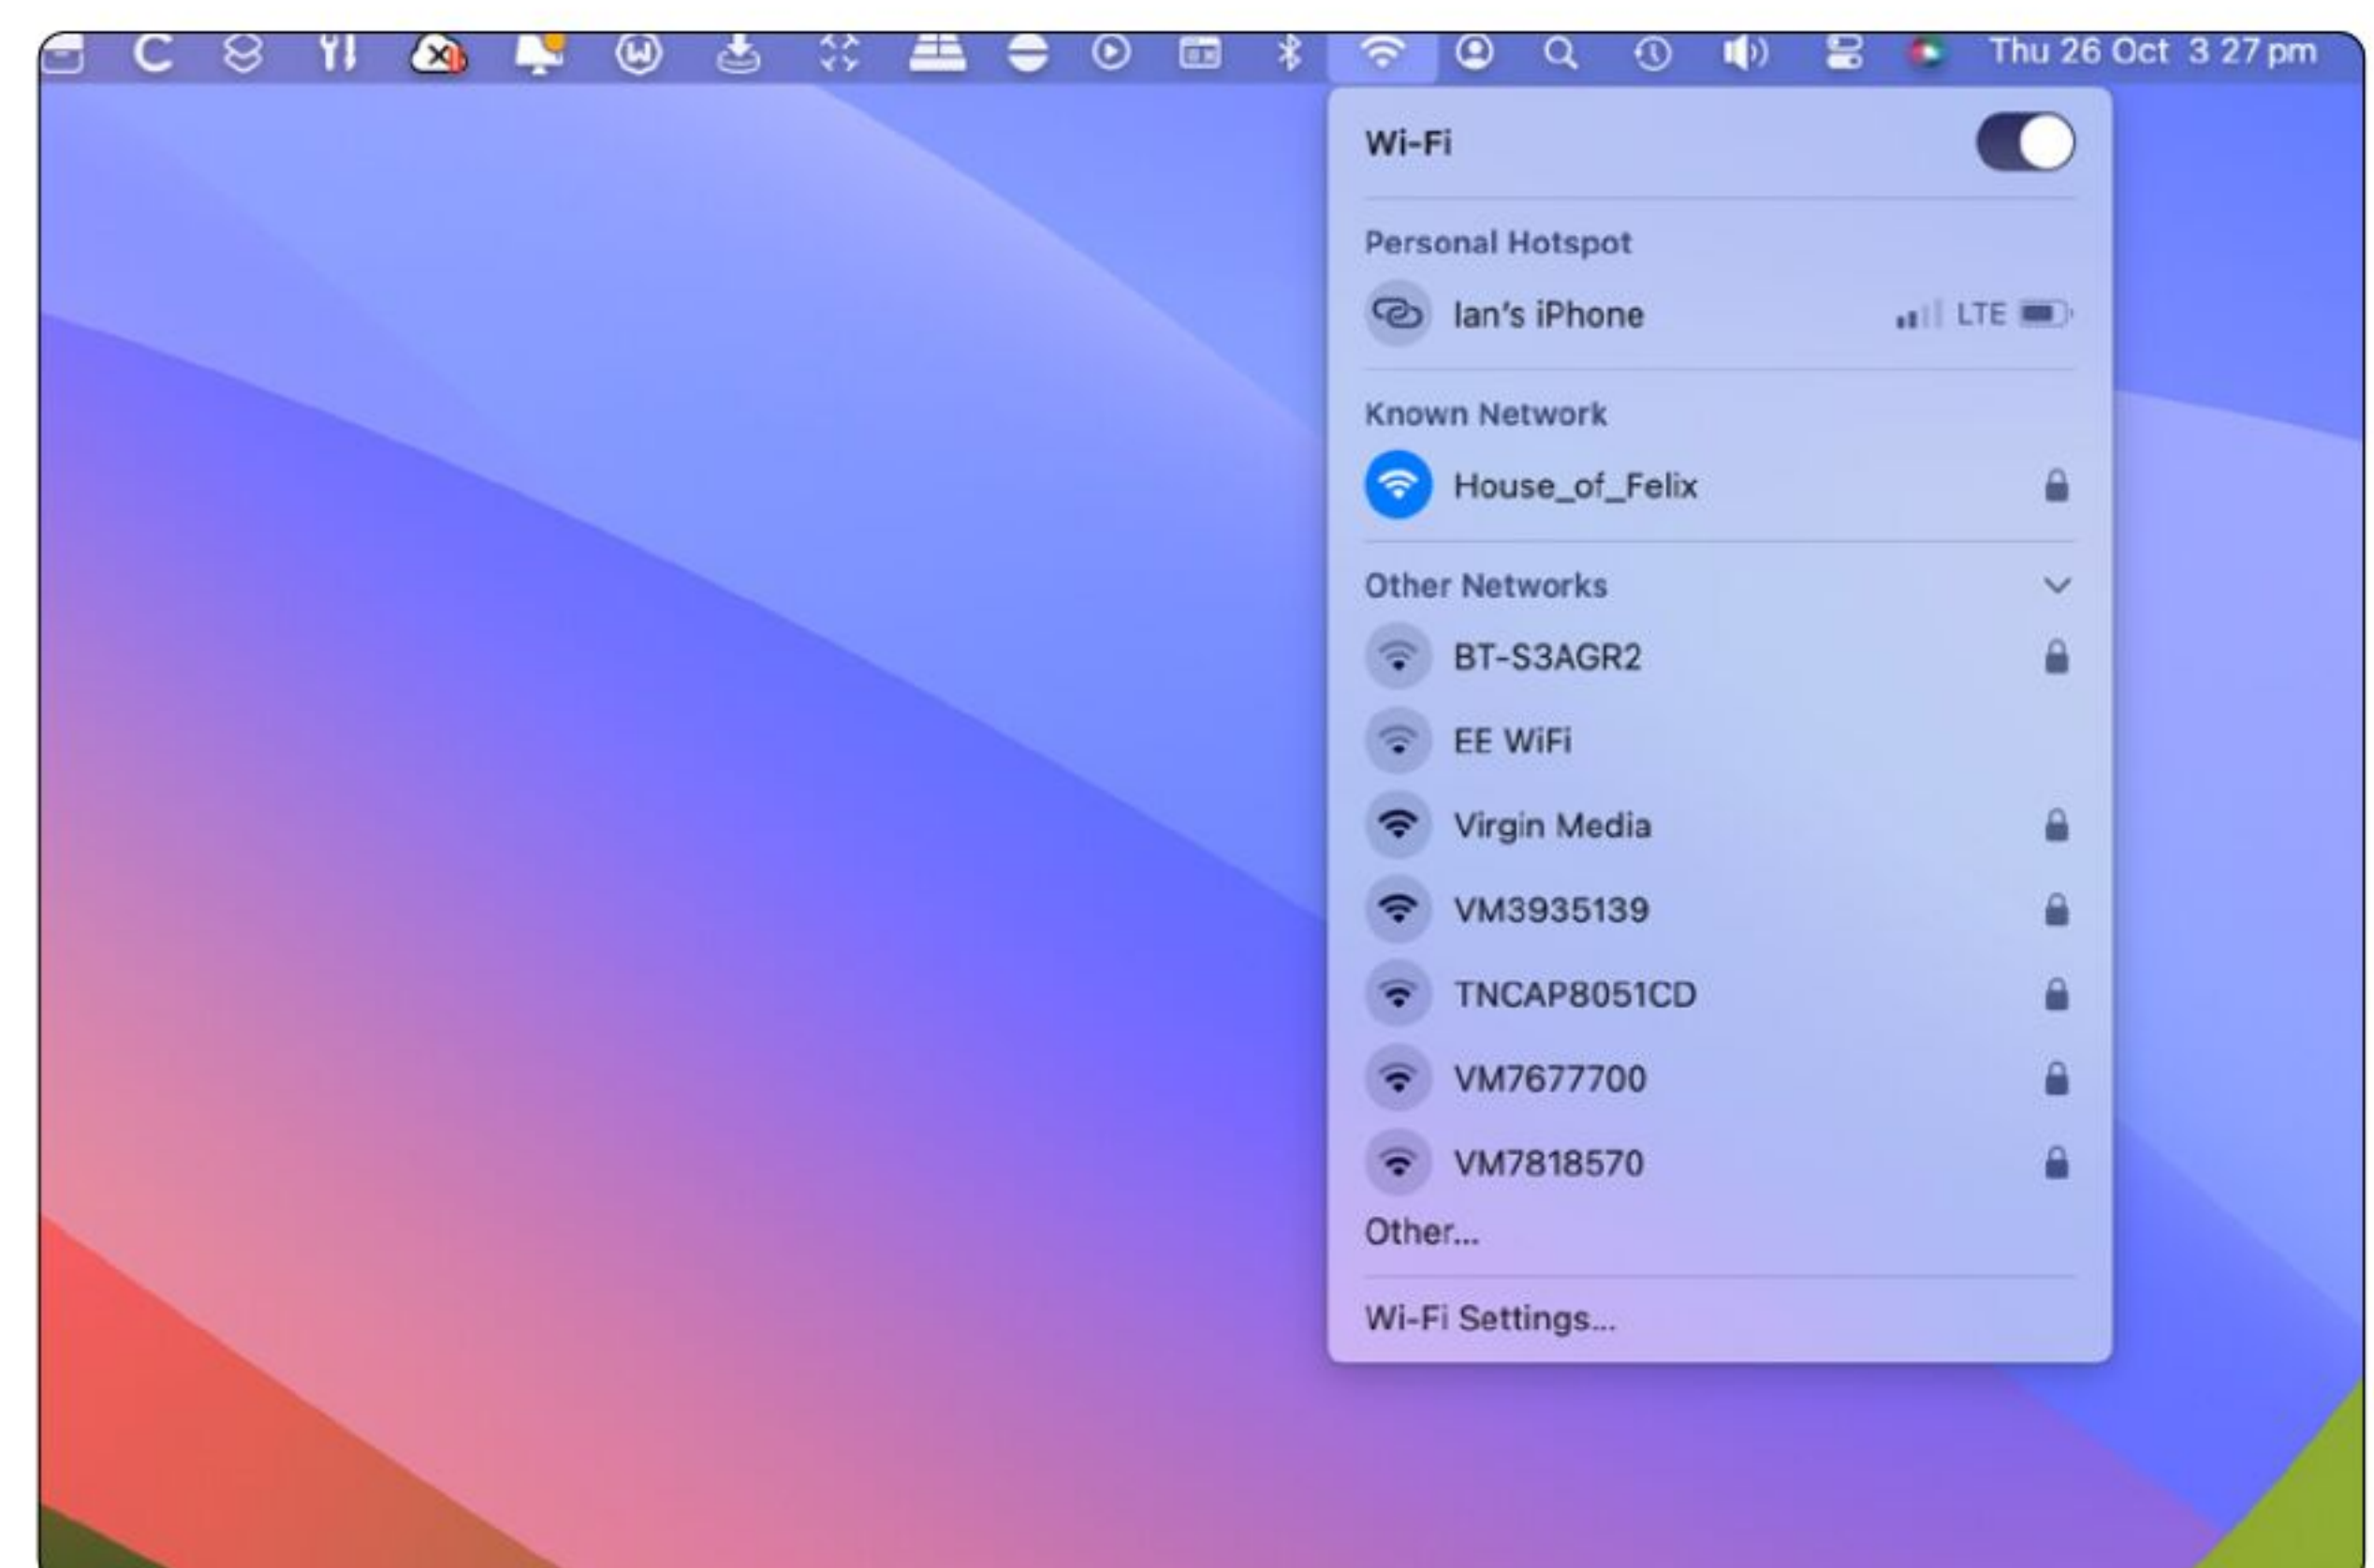 Thu 26 Oct 3 27 pm
Wi-Fi
Personal Hotspot
Ian's iPhone LTE
Known Network
House_of_Felix
Other Networks
BT-S3AGR2
EE WiFi
Virgin Media
VM3935139
TNCAP8051CD
VM7677700
VM7818570
Other...
Wi-Fi Settings...